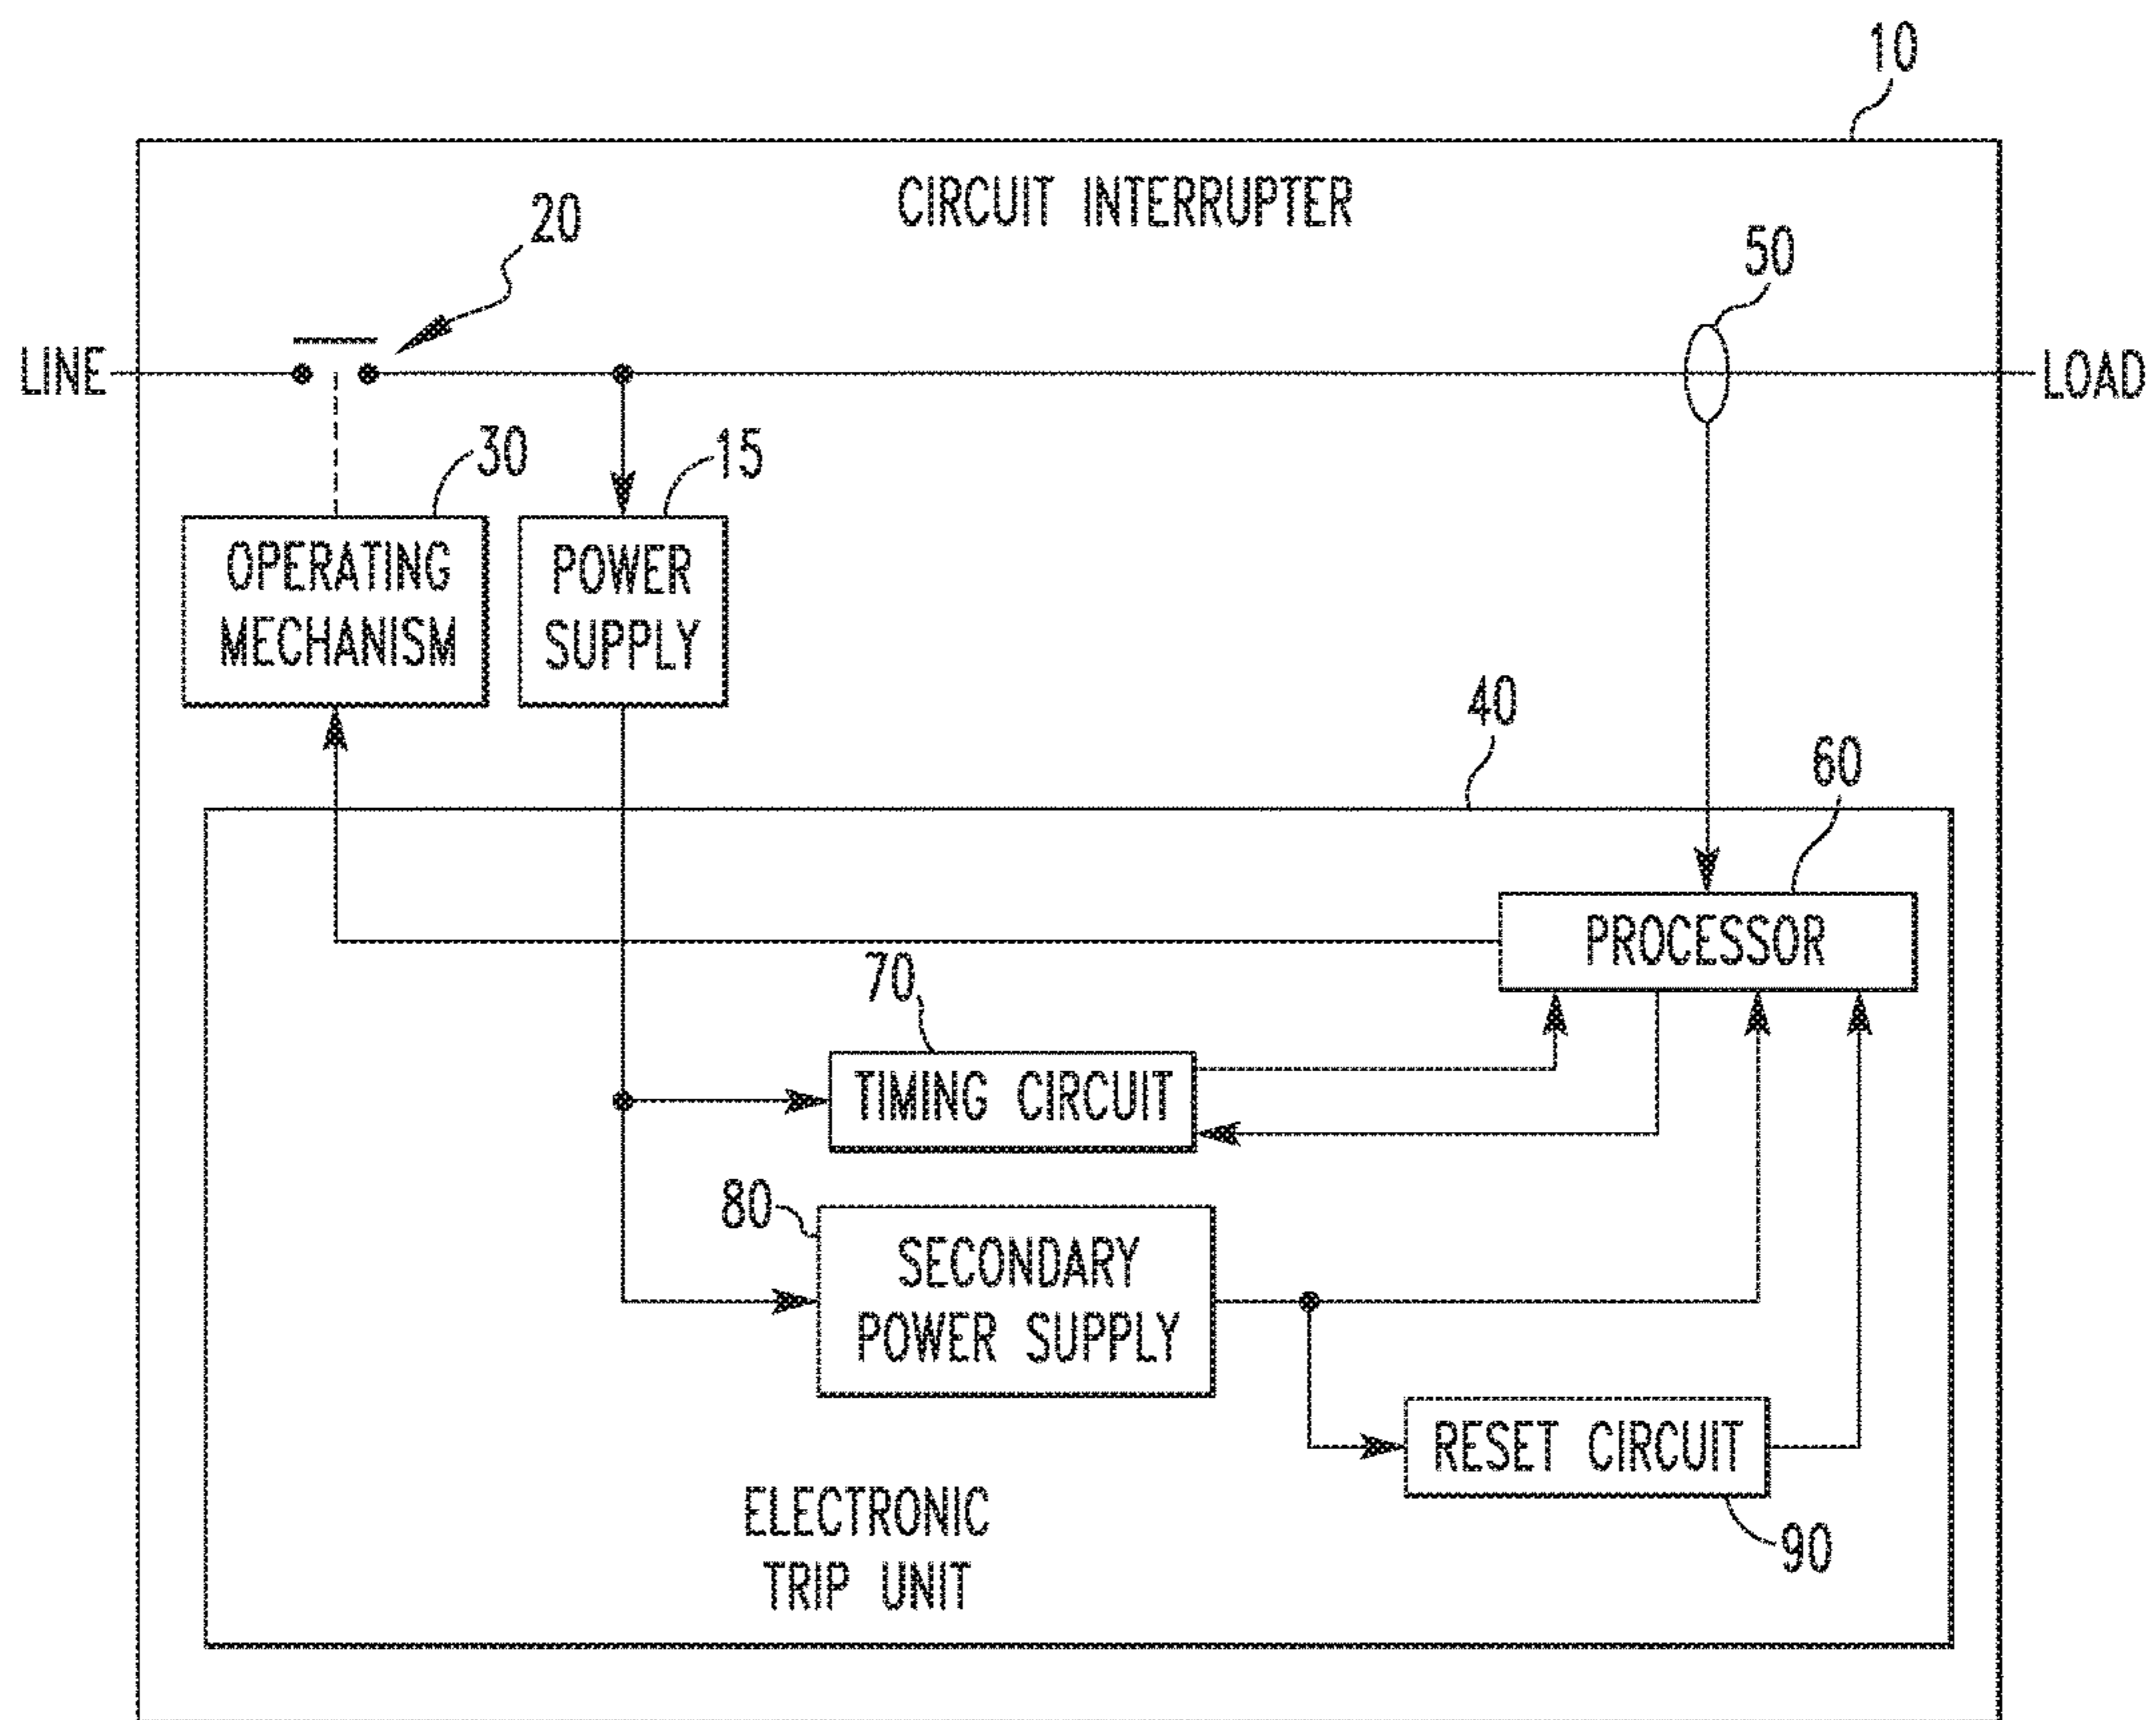 10
CIRCUIT INTERRUPTER
20
50
LINE
LOAD
30
15
OPERATING
MECHANISM
POWER
SUPPLY
40
60
PROCESSOR
70
TIMING CIRCUIT
80
SECONDARY
POWER SUPPLY
RESET CIRCUIT
90
ELECTRONIC
TRIP UNIT